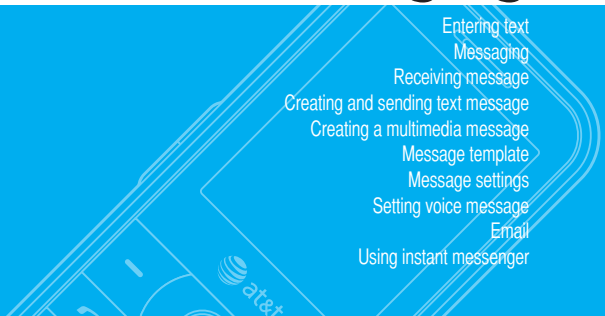 Entering text
Messaging
Receiving message
Creating and sending text message
Creating a multimedia message
Message template
Message settings
Setting voice message
Email
Using instant messenger
at&t